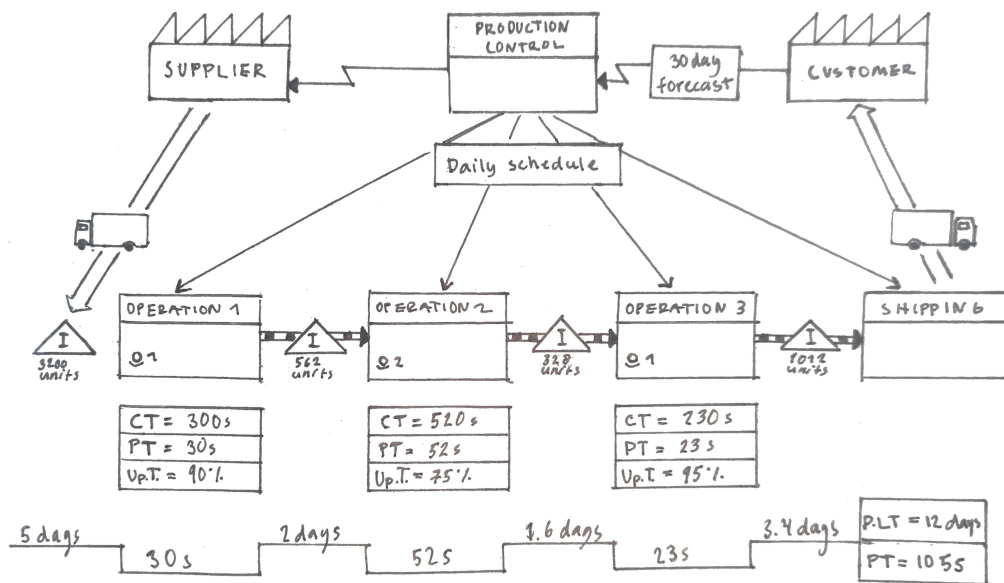 SUPPLIER
PRODUCTION
CONTROL
30 day
forecast
CUSTOMER
Daily schedule
OPERATION 1
OPERATION 2
OPERATION 3
SHIPPING
I
3200
units
1
I
562
units
2
I
328
units
1
I
1012
units
CT = 300s
PT = 30s
Up.T. = 90%
CT = 520s
PT = 52s
Up.T. = 75%
CT = 230s
PT = 23s
Up.T. = 95%
5 days
30s
2 days
52s
1.6 days
23s
3.4 days
P.LT = 12 days
PT = 105s